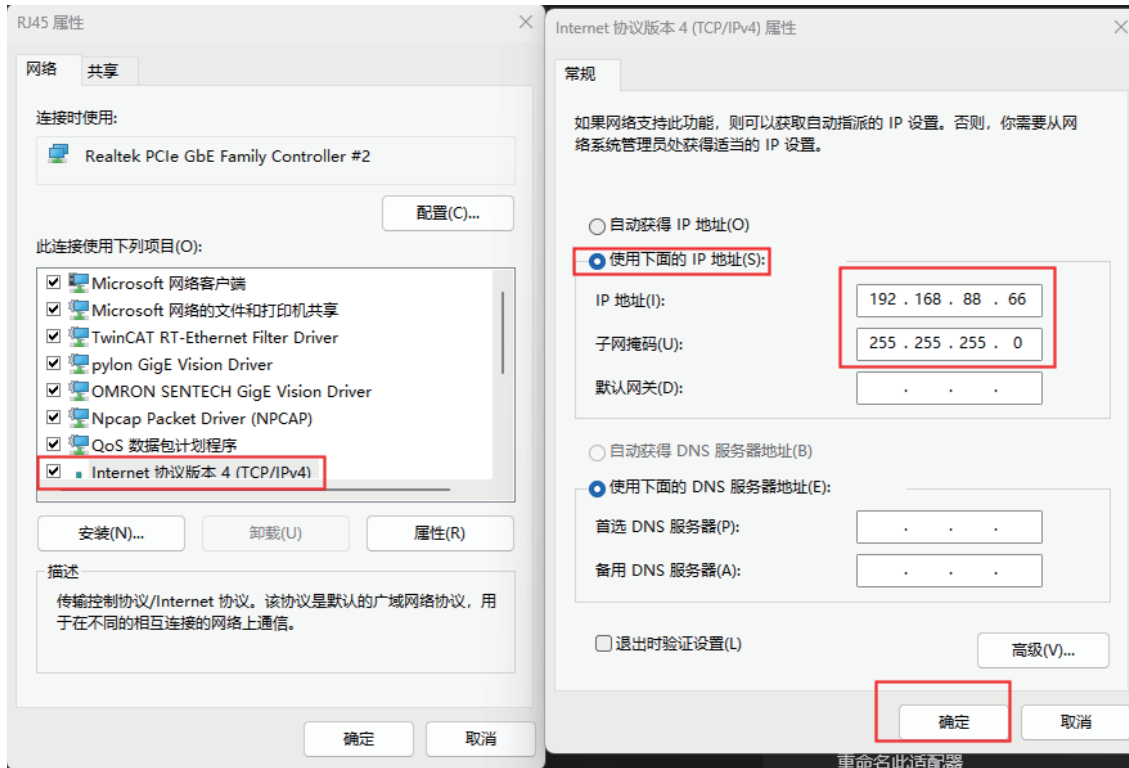 RJ45 属性
网络
共享
连接时使用:
Realtek PCIe GbE Family Controller #2
配置(C)...
此连接使用下列项目(O):
Microsoft 网络客户端
Microsoft 网络的文件和打印机共享
TwinCAT RT-Ethernet Filter Driver
pylon GigE Vision Driver
OMRON SENTECH GigE Vision Driver
Npcap Packet Driver (NPCAP)
QoS 数据包计划程序
Internet 协议版本 4 (TCP/IPv4)
安装(N)...
卸载(U)
属性(R)
描述
传输控制协议/Internet 协议。该协议是默认的广域网络协议，用
于在不同的相互连接的网络上通信。
确定
取消
Internet 协议版本 4 (TCP/IPv4) 属性
常规
如果网络支持此功能，则可以获取自动指派的 IP 设置。否则，你需要从网
络系统管理员处获得适当的 IP 设置。
自动获得 IP 地址(O)
使用下面的 IP 地址(S):
IP 地址(I):
192 . 168 . 88 . 66
子网掩码(U):
255 . 255 . 255 . 0
默认网关(D):
. . .
自动获得 DNS 服务器地址(B)
使用下面的 DNS 服务器地址(E):
首选 DNS 服务器(P):
. . .
备用 DNS 服务器(A):
. . .
退出时验证设置(L)
高级(V)...
确定
取消
重命名此适配器